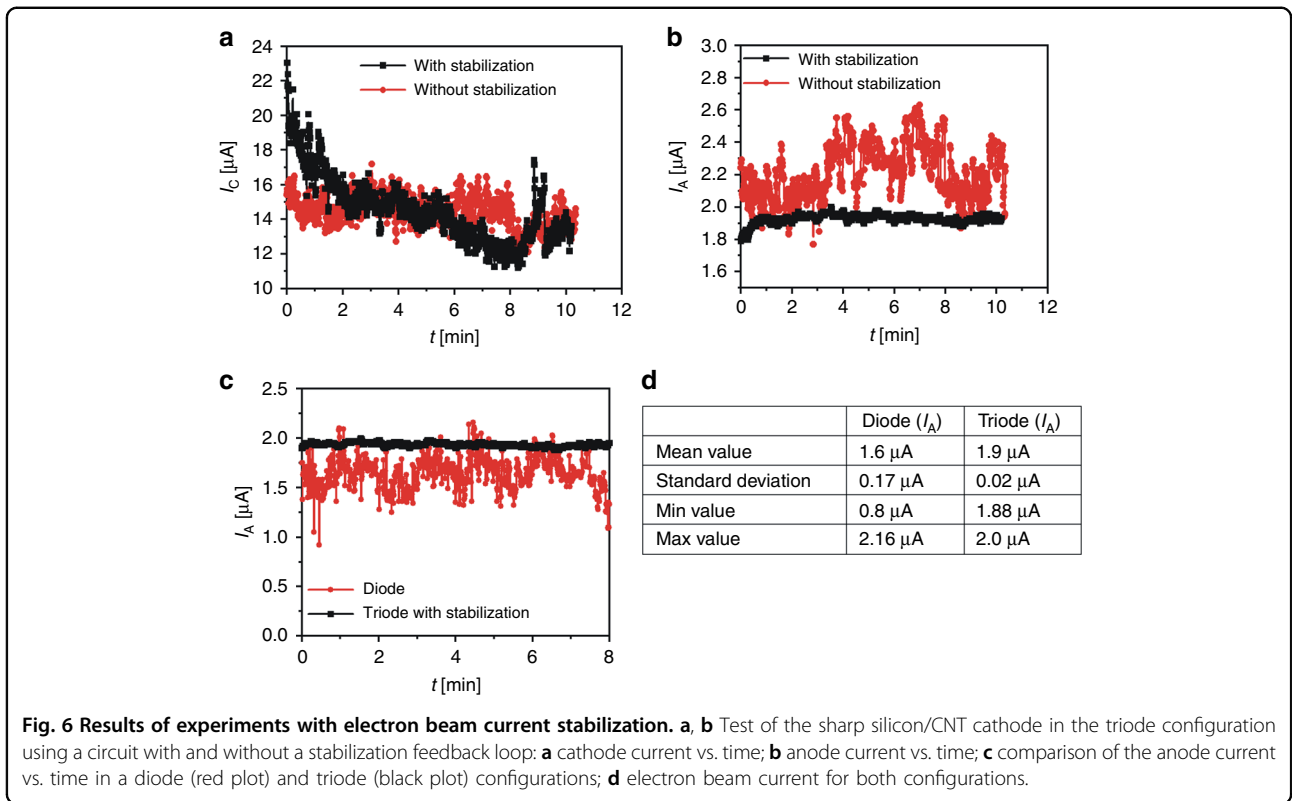 a
24
22
20
18
16
14
12
10
I_C [µA]
With stabilization
Without stabilization
0 2 4 6 8 10 12
t [min]
b
3.0
2.8
2.6
2.4
2.2
2.0
1.8
1.6
I_A [µA]
With stabilization
Without stabilization
0 2 4 6 8 10 12
t [min]
c
2.5
2.0
1.5
1.0
0.5
0.0
I_A [µA]
Diode
Triode with stabilization
0 2 4 6 8
t [min]
d
Diode (I_A) Triode (I_A)
Mean value 1.6 µA 1.9 µA
Standard deviation 0.17 µA 0.02 µA
Min value 0.8 µA 1.88 µA
Max value 2.16 µA 2.0 µA
Fig. 6 Results of experiments with electron beam current stabilization. a, b Test of the sharp silicon/CNT cathode in the triode configuration
using a circuit with and without a stabilization feedback loop: a cathode current vs. time; b anode current vs. time; c comparison of the anode current
vs. time in a diode (red plot) and triode (black plot) configurations; d electron beam current for both configurations.